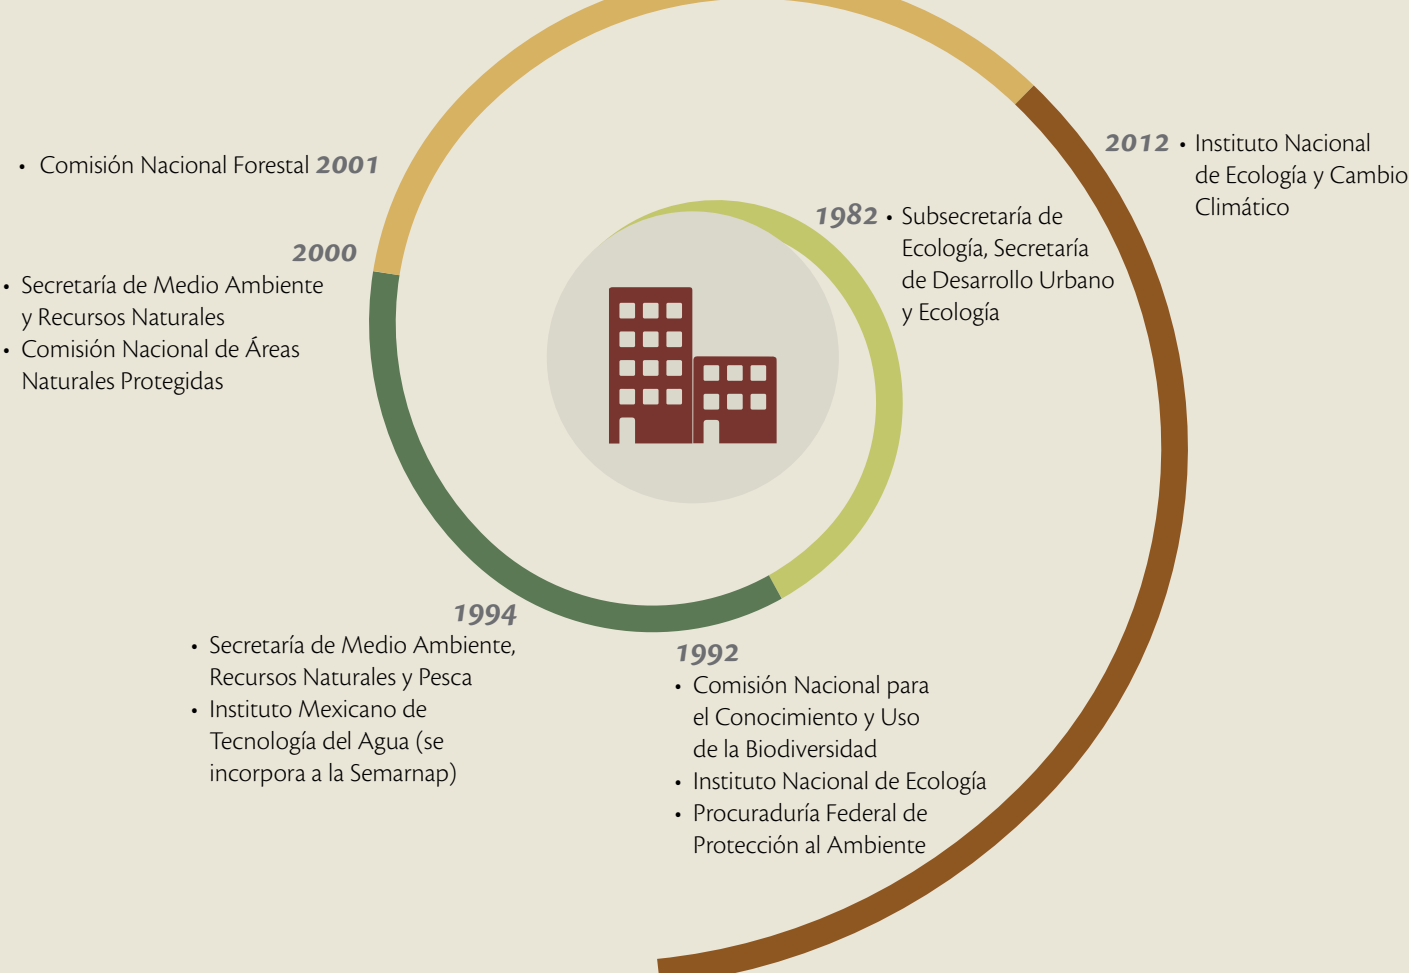 1982 • Subsecretaría de
Ecología, Secretaría
de Desarrollo Urbano
y Ecología
1992
• Comisión Nacional para
el Conocimiento y Uso
de la Biodiversidad
• Instituto Nacional de Ecología
• Procuraduría Federal de
Protección al Ambiente
1994
• Secretaría de Medio Ambiente,
Recursos Naturales y Pesca
• Instituto Mexicano de
Tecnología del Agua (se
incorpora a la Semarnap)
2000
• Secretaría de Medio Ambiente
y Recursos Naturales
• Comisión Nacional de Áreas
Naturales Protegidas
• Comisión Nacional Forestal 2001
2012 • Instituto Nacional
de Ecología y Cambio
Climático